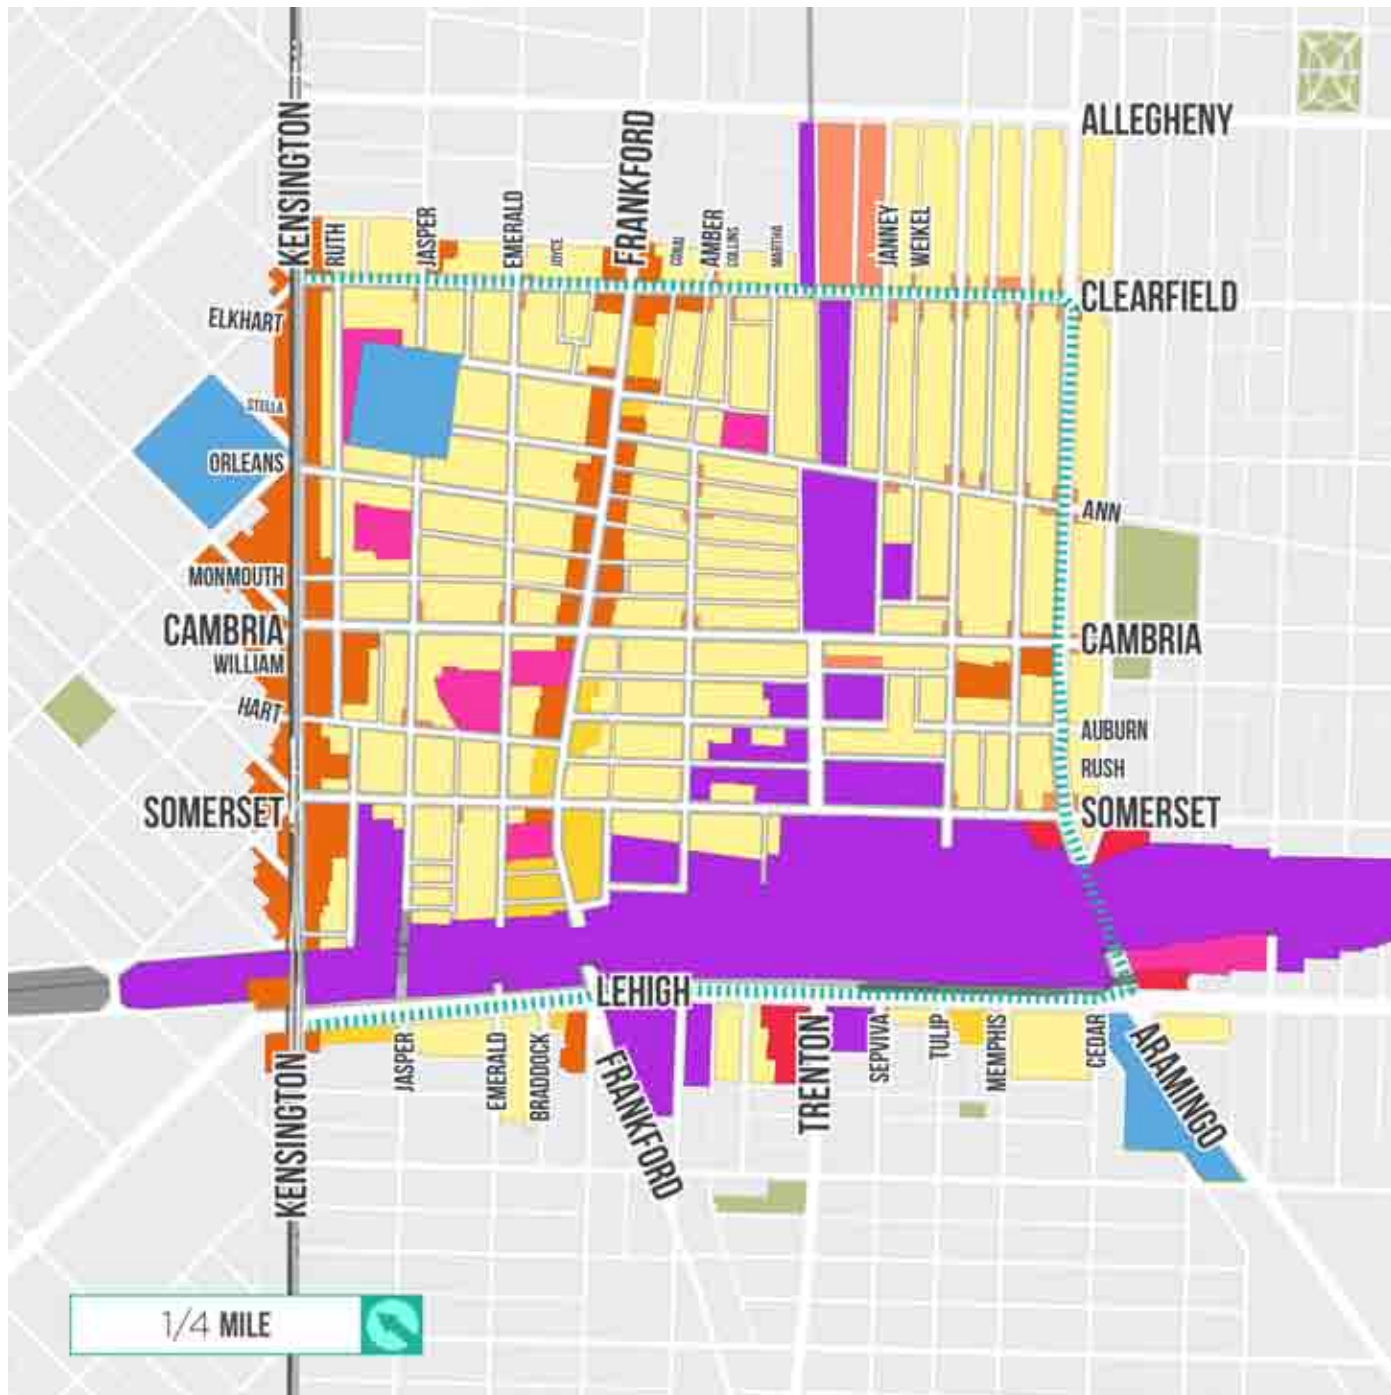 ALLEGHENY
KENSINGTON
RUTH
JASPER
EMERALD
JOYCE
FRANKFORD
CORAL
AMBER
COLLINS
MARTHA
JANNEY
WEIKEL
CLEARFIELD
ELKHART
STELLA
ORLEANS
ANN
MONMOUTH
CAMBRIA
CAMBRIA
WILLIAM
HART
AUBURN
RUSH
SOMERSET
SOMERSET
LEHIGH
KENSINGTON
JASPER
EMERALD
BRADDOCK
FRANKFORD
TRENTON
SEPVIVA
TULIP
MEMPHIS
CEDAR
ARAMINGO
1/4 MILE